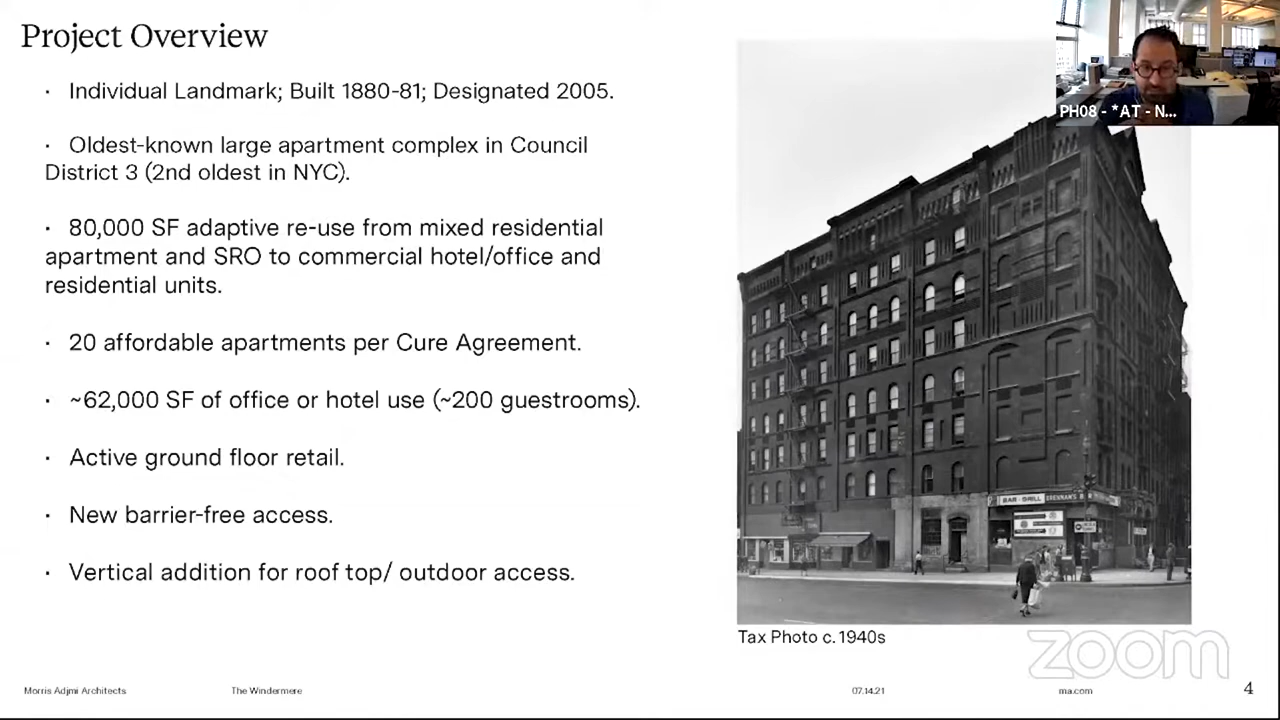 Project Overview
· Individual Landmark; Built 1880-81; Designated 2005.
· Oldest-known large apartment complex in Council
District 3 (2nd oldest in NYC).
· 80,000 SF adaptive re-use from mixed residential
apartment and SRO to commercial hotel/office and
residential units.
· 20 affordable apartments per Cure Agreement.
· ~62,000 SF of office or hotel use (~200 guestrooms).
· Active ground floor retail.
· New barrier-free access.
· Vertical addition for roof top/ outdoor access.
PH08 - *AT - N...
BAR - GRILL
Tax Photo c. 1940s
zoom
Morris Adjmi Architects
The Windermere
07.14.21
ma.com
4